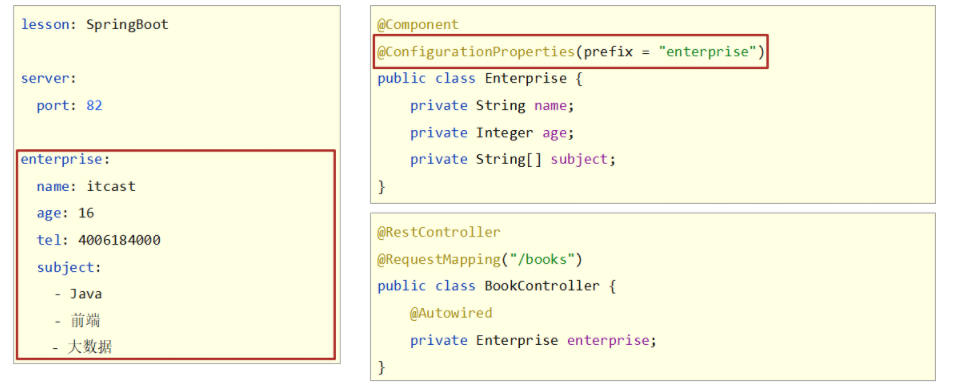 lesson: SpringBoot
server:
  port: 82
enterprise:
  name: itcast
  age: 16
  tel: 4006184000
  subject:
    - Java
    - 前端
    - 大数据
@Component
@ConfigurationProperties(prefix = "enterprise")
public class Enterprise {
    private String name;
    private Integer age;
    private String[] subject;
}
@RestController
@RequestMapping("/books")
public class BookController {
    @Autowired
    private Enterprise enterprise;
}